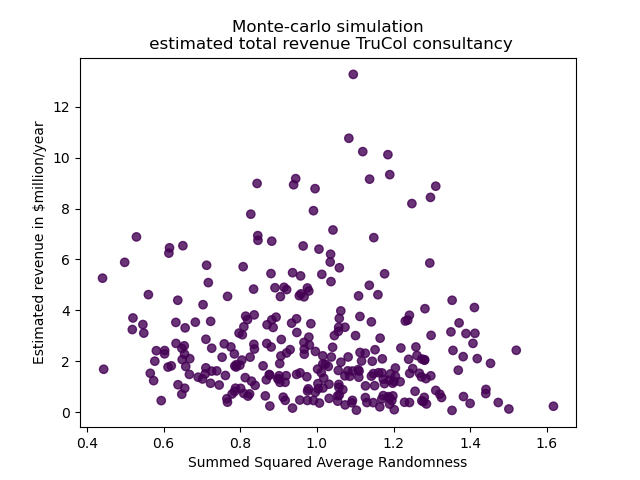 Monte-carlo simulation
estimated total revenue TruCol consultancy
Estimated revenue in $million/year
12
10
8
6
4
2
0
0.4 0.6 0.8 1.0 1.2 1.4 1.6
Summed Squared Average Randomness